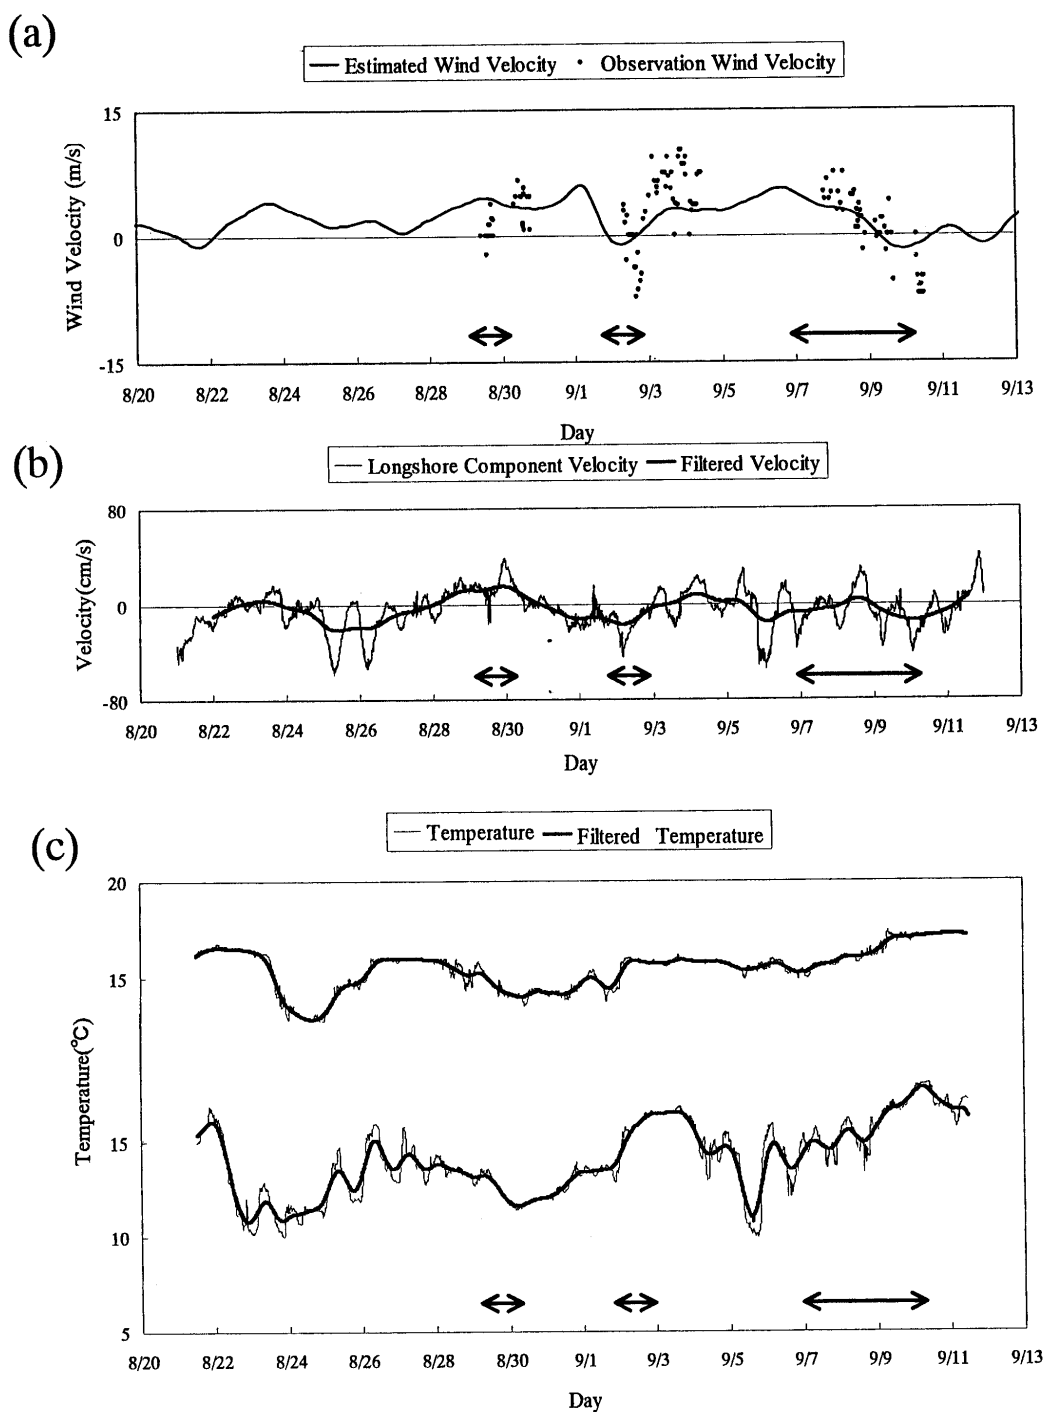 (a)
Estimated Wind Velocity • Observation Wind Velocity
15
0
-15
Wind Velocity (m/s)
8/20 8/22 8/24 8/26 8/28 8/30 9/1 9/3 9/5 9/7 9/9 9/11 9/13
Day
(b)
Longshore Component Velocity Filtered Velocity
80
0
-80
Velocity(cm/s)
8/20 8/22 8/24 8/26 8/28 8/30 9/1 9/3 9/5 9/7 9/9 9/11 9/13
Day
(c)
Temperature Filtered Temperature
20
15
15
10
5
Temperature(℃)
8/20 8/22 8/24 8/26 8/28 8/30 9/1 9/3 9/5 9/7 9/9 9/11 9/13
Day